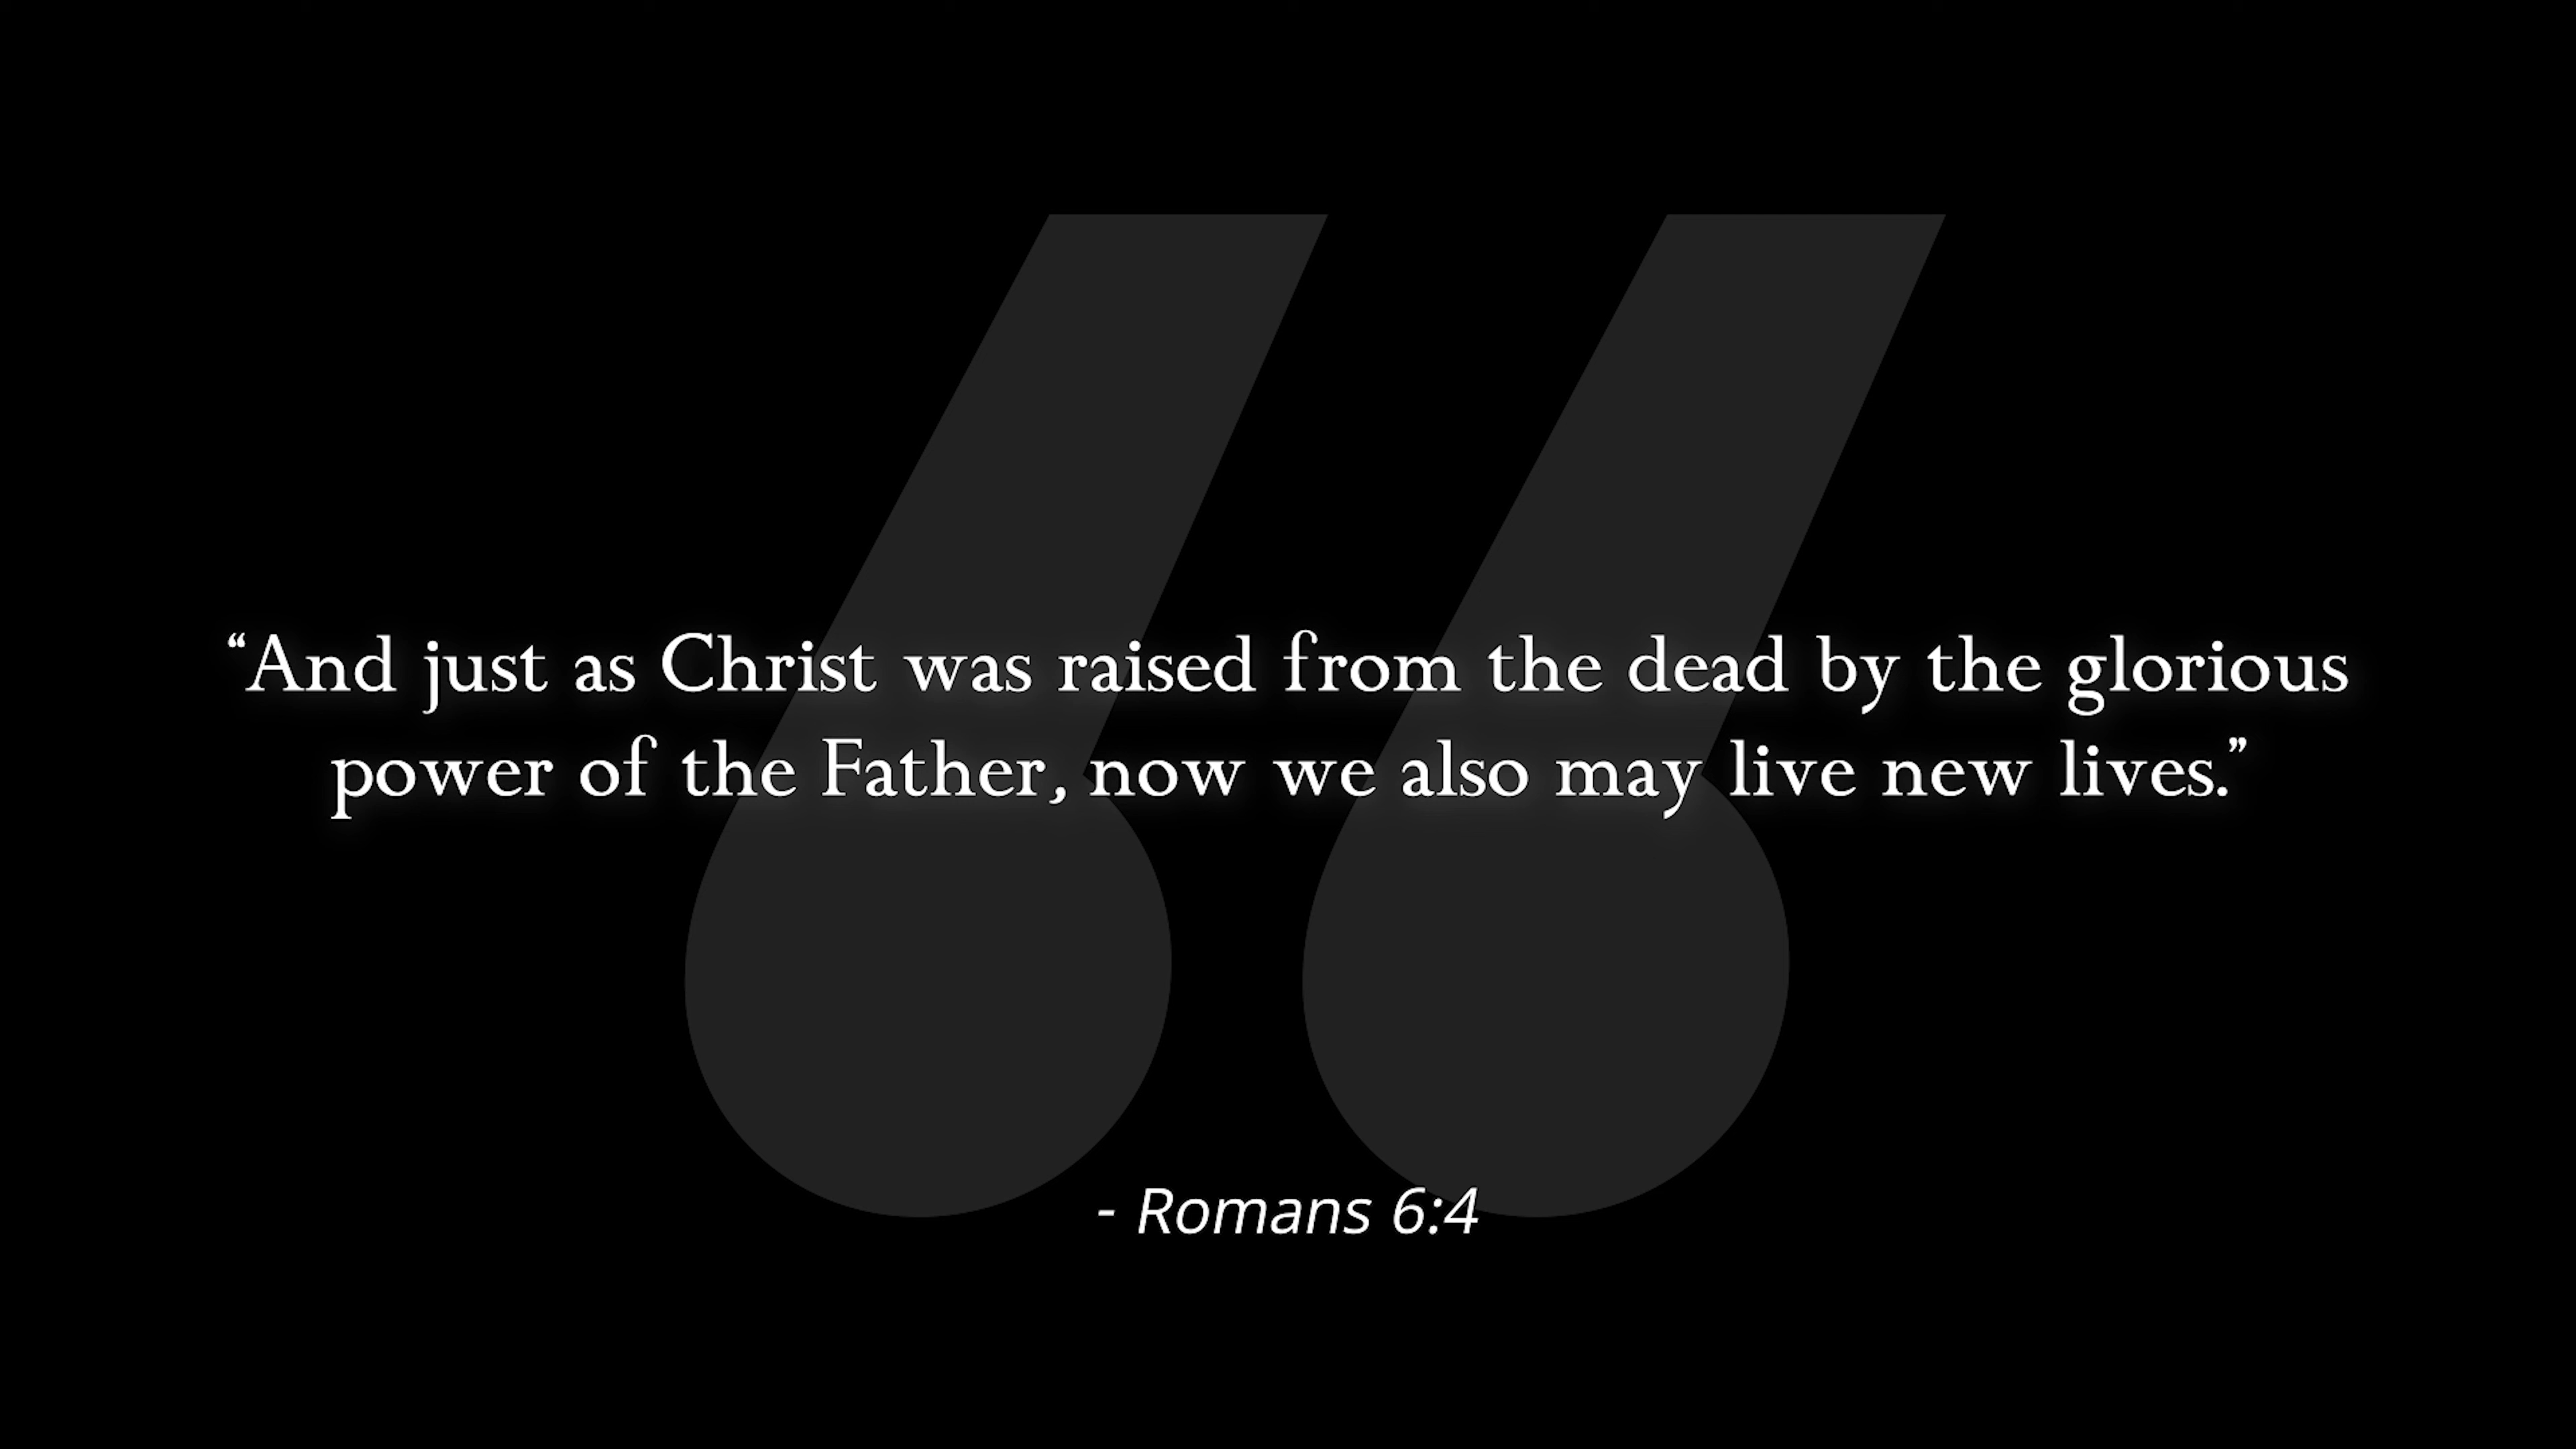 “And just as Christ was raised from the dead by the glorious
power of the Father, now we also may live new lives.”
- Romans 6:4